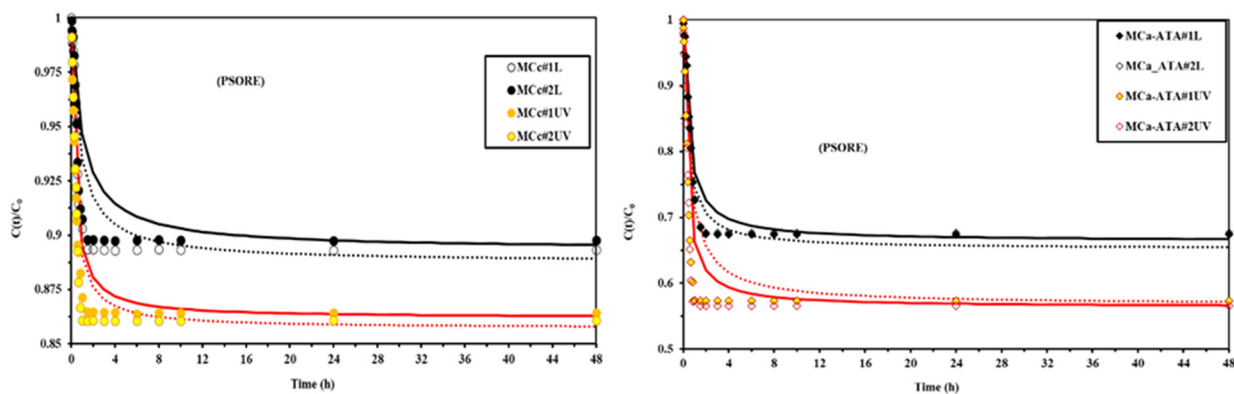 1
0.975
0.95
0.925
0.9
0.875
0.85
C(t)/C₀
0 4 8 12 16 20 24 28 32 36 40 44 48
Time (h)
(PSORE)
MCc#1L
MCc#2L
MCc#1UV
MCc#2UV
1
0.9
0.8
0.7
0.6
0.5
C(t)/C₀
0 4 8 12 16 20 24 28 32 36 40 44 48
Time (h)
(PSORE)
MCa-ATA#1L
MCa_ATA#2L
MCa-ATA#1UV
MCa-ATA#2UV